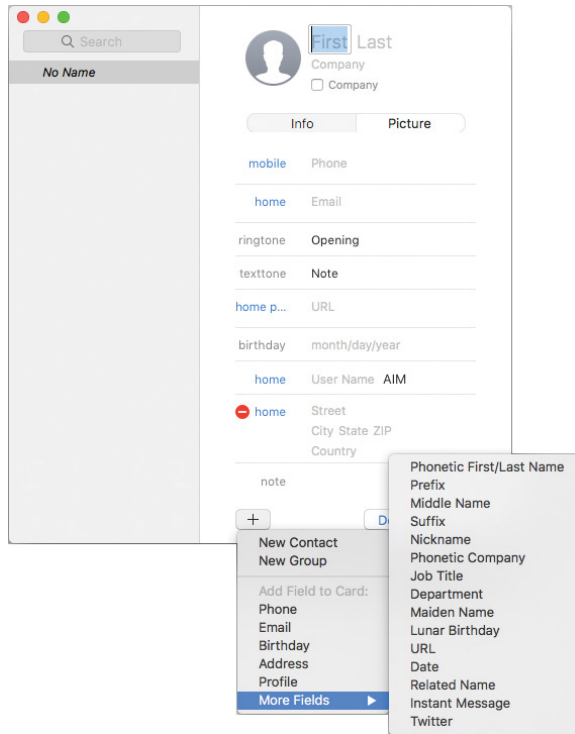 Search
No Name
First Last
Company
Company
Info Picture
mobile Phone
home Email
ringtone Opening
texttone Note
home p... URL
birthday month/day/year
home User Name AIM
home Street
City State ZIP
Country
note
+
New Contact
New Group
Add Field to Card:
Phone
Email
Birthday
Address
Profile
More Fields
Phonetic First/Last Name
Prefix
Middle Name
Suffix
Nickname
Phonetic Company
Job Title
Department
Maiden Name
Lunar Birthday
URL
Date
Related Name
Instant Message
Twitter